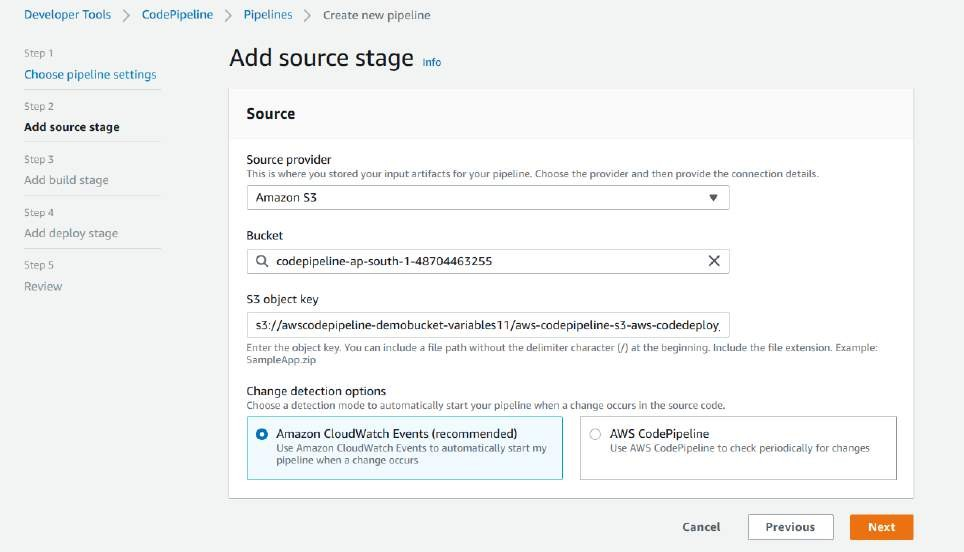 Developer Tools > CodePipeline > Pipelines > Create new pipeline
Step 1
Choose pipeline settings
Step 2
Add source stage
Step 3
Add build stage
Step 4
Add deploy stage
Step 5
Review
Add source stage Info
Source
Source provider
This is where you stored your input artifacts for your pipeline. Choose the provider and then provide the connection details.
Amazon S3
Bucket
codepipeline-ap-south-1-48704463255
S3 object key
s3://awscodepipeline-demobucket-variables11/aws-codepipeline-s3-aws-codedeploy_
Enter the object key. You can include a file path without the delimiter character (/) at the beginning. Include the file extension. Example:
SampleApp.zip
Change detection options
Choose a detection mode to automatically start your pipeline when a change occurs in the source code.
Amazon CloudWatch Events (recommended)
Use Amazon CloudWatch Events to automatically start my
pipeline when a change occurs
AWS CodePipeline
Use AWS CodePipeline to check periodically for changes
Cancel
Previous
Next